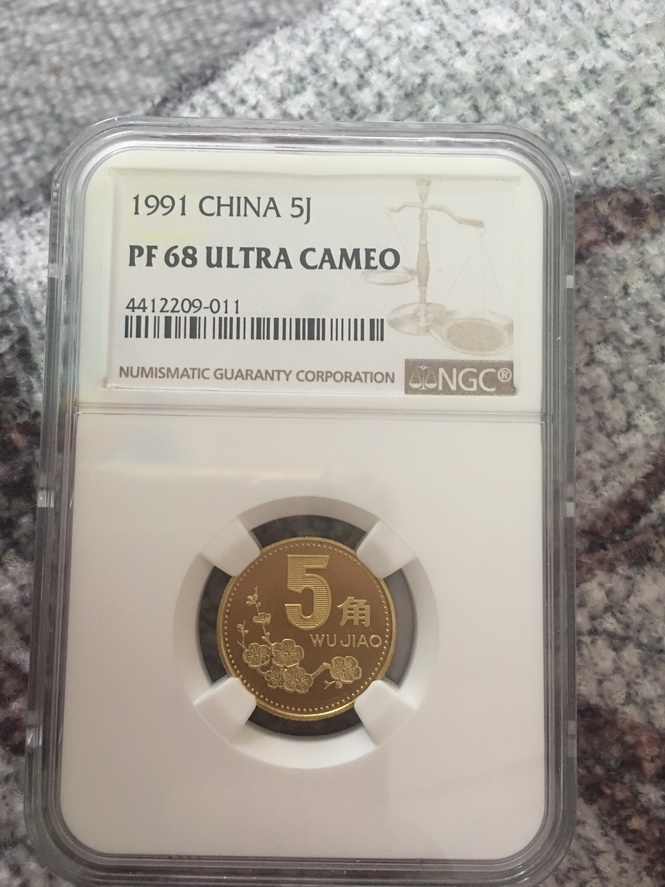 1991 CHINA 5J
PF 68 ULTRA CAMEO
4412209-011
NUMISMATIC GUARANTY CORPORATION NGC®
5角
WU JIAO